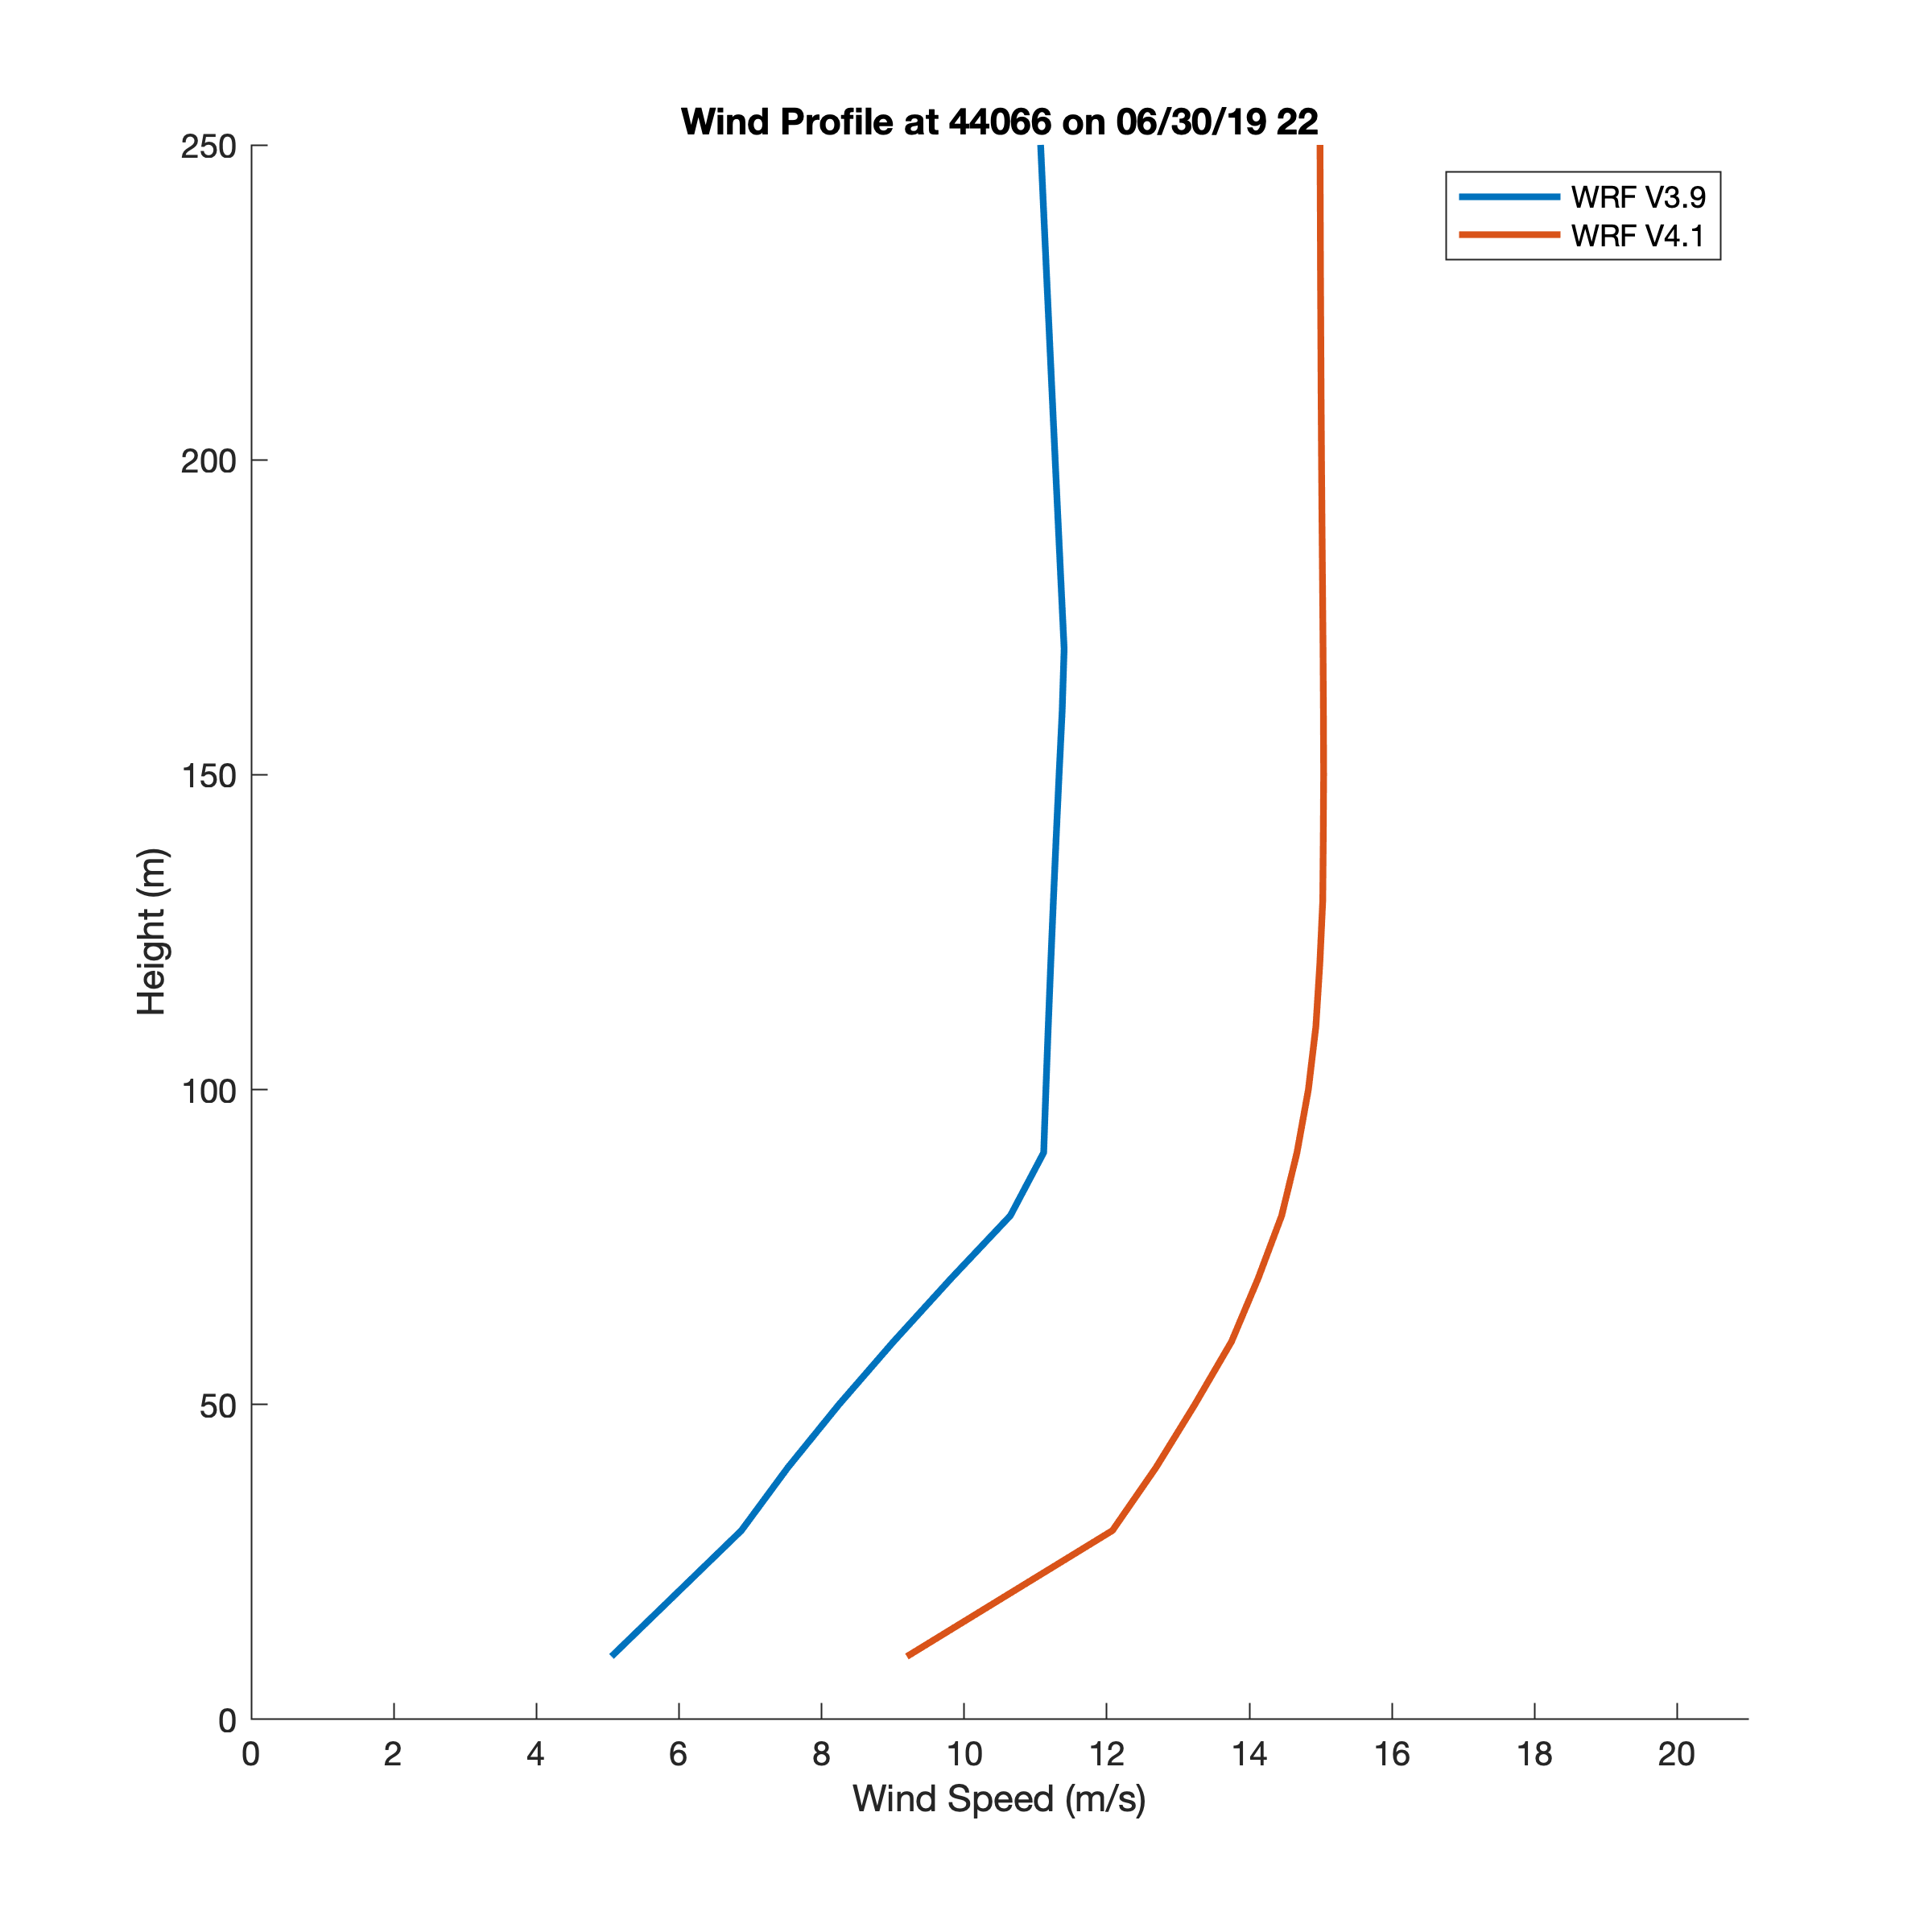 Wind Profile at 44066 on 06/30/19 22
WRF V3.9
WRF V4.1
250
200
150
100
50
0
Height (m)
0 2 4 6 8 10 12 14 16 18 20
Wind Speed (m/s)